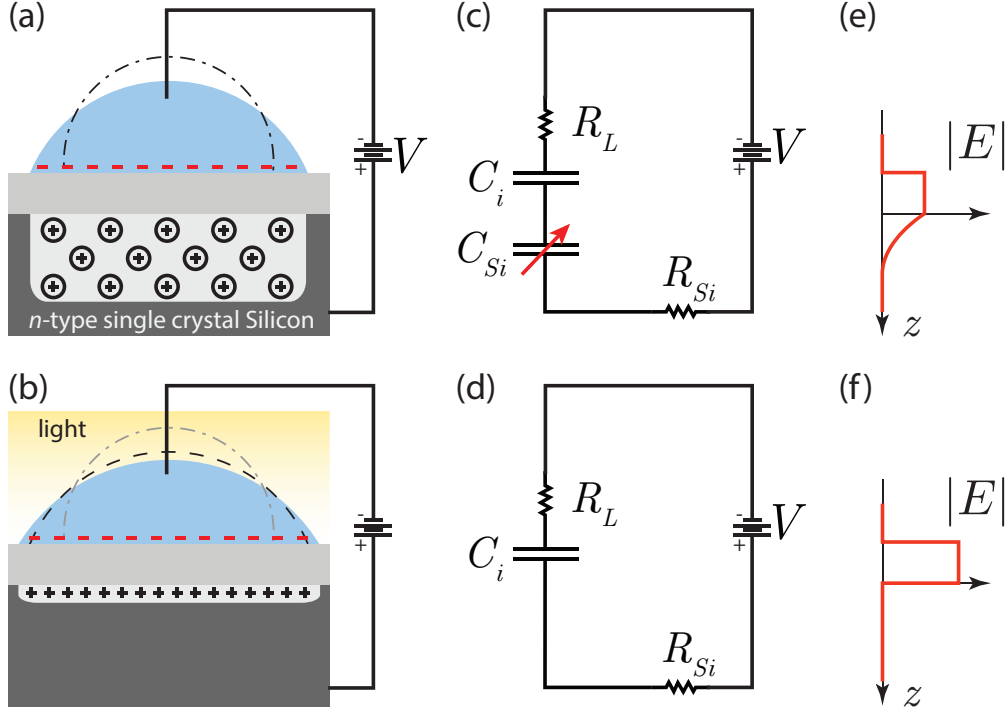 (a)
(c)
(e)
-
+
V
R_L
C_i
C_Si
R_Si
-
+
V
|E|
z
+ + + + +
+ + + +
+ + + + +
n-type single crystal Silicon
(b)
(d)
(f)
light
-
+
R_L
C_i
R_Si
-
+
V
|E|
z
+ + + + + + + + + + + + + + + +